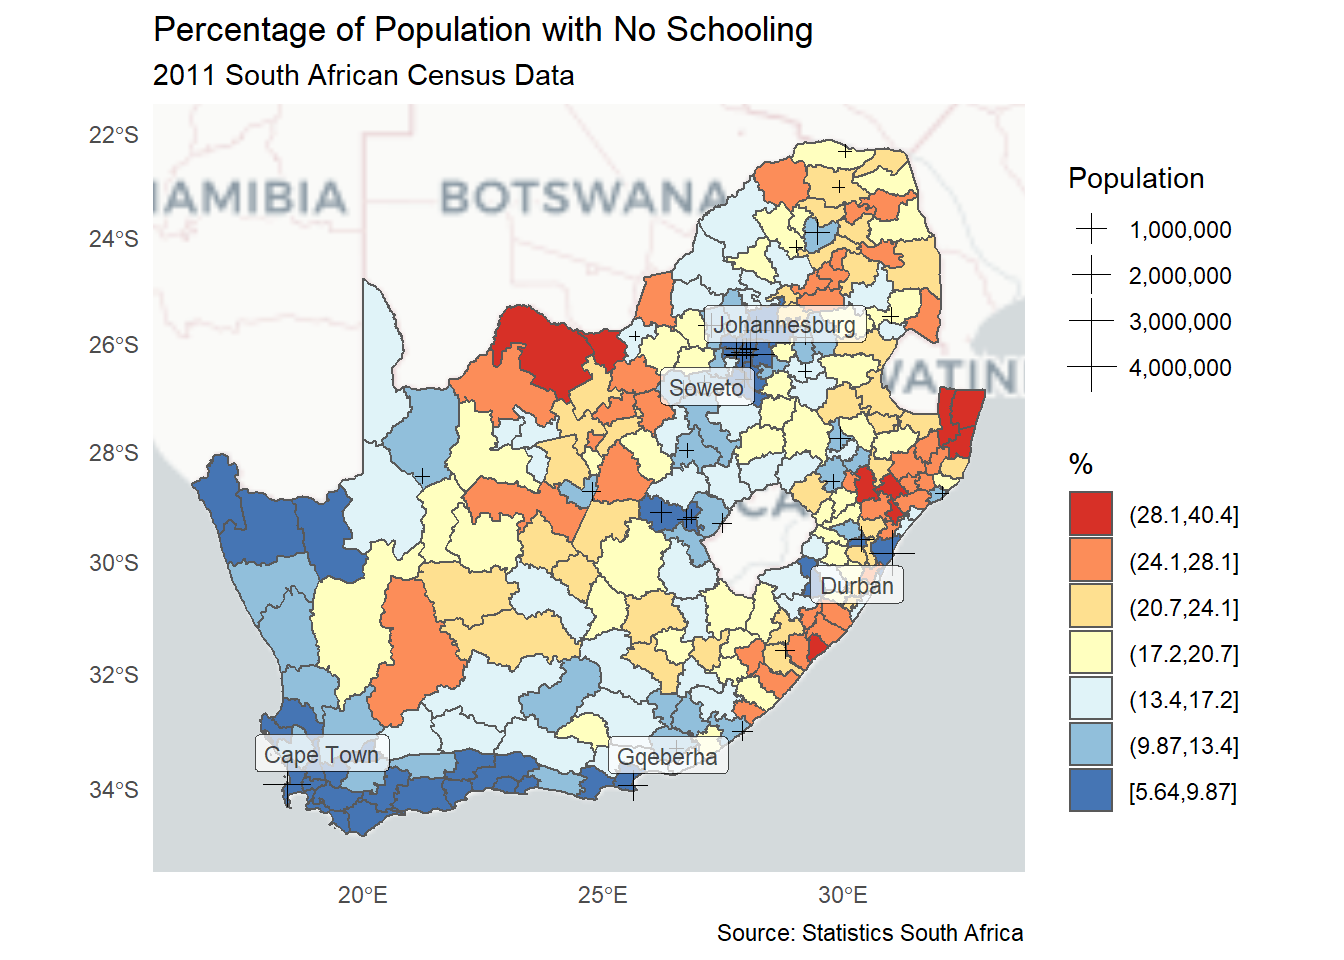 Percentage of Population with No Schooling
2011 South African Census Data
22°S
24°S
26°S
28°S
30°S
32°S
34°S
AMIBIA
BOTSWANA
Johannesburg
Soweto
Durban
Cape Town
Gqeberha
20°E
25°E
30°E
Population
1,000,000
2,000,000
3,000,000
4,000,000
%
(28.1,40.4]
(24.1,28.1]
(20.7,24.1]
(17.2,20.7]
(13.4,17.2]
(9.87,13.4]
[5.64,9.87]
Source: Statistics South Africa